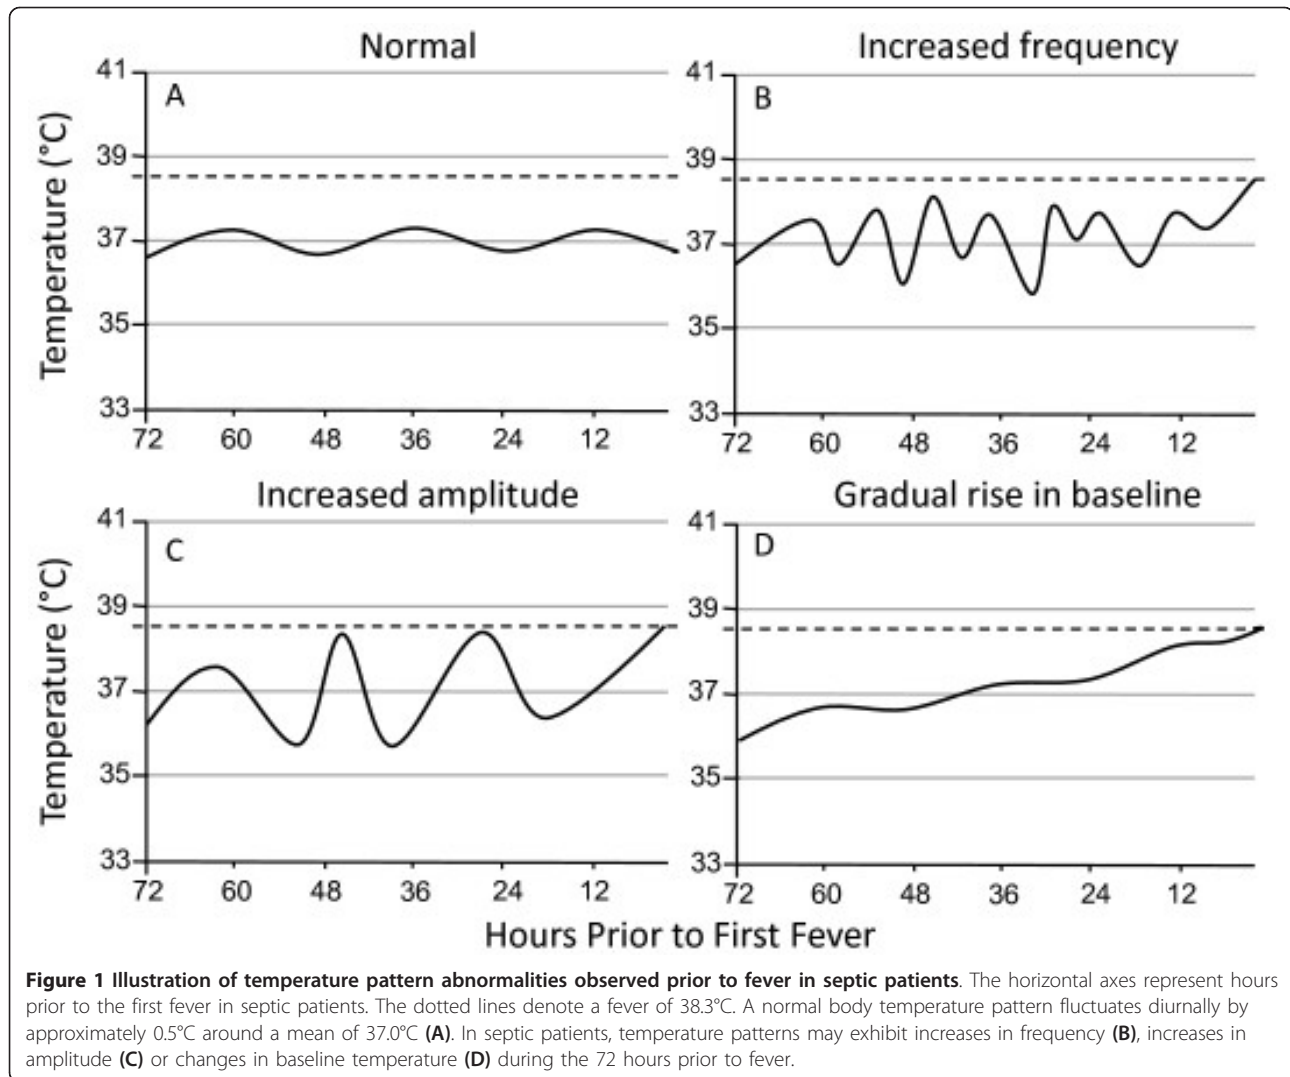 Normal
Increased frequency
41
39
37
35
33
A
Temperature (°C)
72 60 48 36 24 12
41
39
37
35
33
B
72 60 48 36 24 12
Increased amplitude
Gradual rise in baseline
41
39
37
35
33
C
Temperature (°C)
72 60 48 36 24 12
41
39
37
35
33
D
72 60 48 36 24 12
Hours Prior to First Fever
Figure 1 Illustration of temperature pattern abnormalities observed prior to fever in septic patients. The horizontal axes represent hours
prior to the first fever in septic patients. The dotted lines denote a fever of 38.3°C. A normal body temperature pattern fluctuates diurnally by
approximately 0.5°C around a mean of 37.0°C (A). In septic patients, temperature patterns may exhibit increases in frequency (B), increases in
amplitude (C) or changes in baseline temperature (D) during the 72 hours prior to fever.